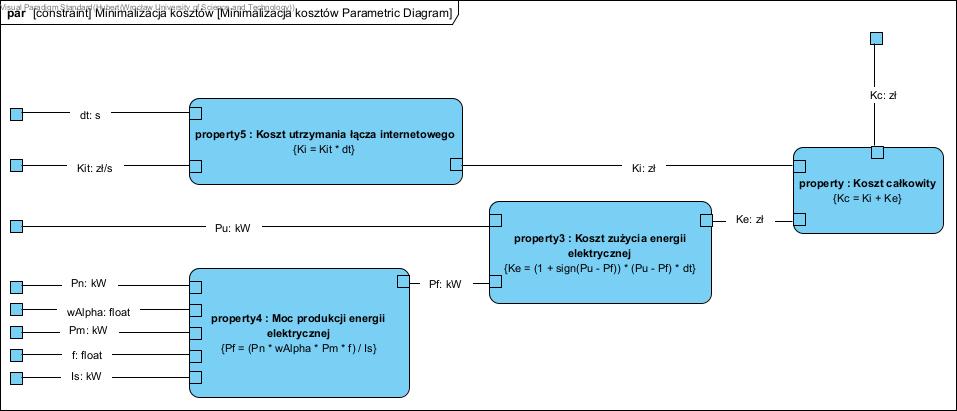 Visual Paradigm Standard(Hubert(Wroclaw University of Science and Technology))
par [constraint] Minimalizacja kosztów [Minimalizacja kosztów Parametric Diagram]
Kc: zł
dt: s
property5 : Koszt utrzymania łącza internetowego
{Ki = Kit * dt}
Kit: zł/s
Ki: zł
property : Koszt całkowity
{Kc = Ki + Ke}
Pu: kW
Ke: zł
property3 : Koszt zużycia energii
elektrycznej
{Ke = (1 + sign(Pu - Pf)) * (Pu - Pf) * dt}
Pn: kW
Pf: kW
wAlpha: float
property4 : Moc produkcji energii
elektrycznej
{Pf = (Pn * wAlpha * Pm * f) / Is}
Pm: kW
f: float
Is: kW